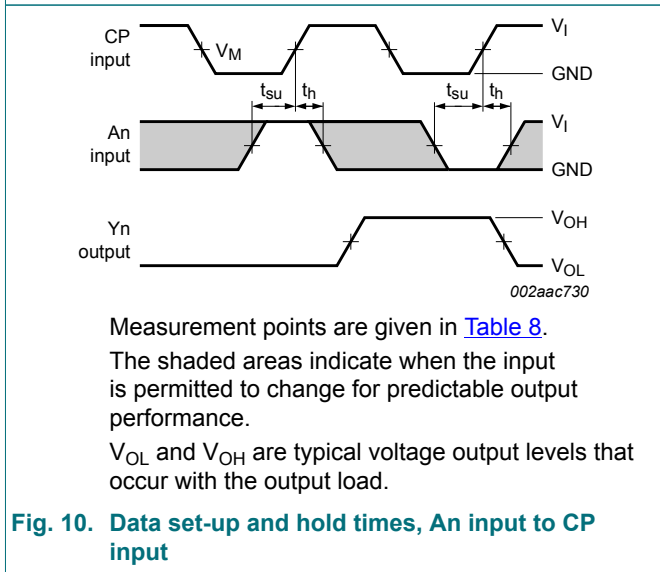 CP
input
VM
VI
GND
tsu th tsu th
An
input
VI
GND
Yn
output
VOH
VOL
002aac730
Measurement points are given in Table 8.
The shaded areas indicate when the input
is permitted to change for predictable output
performance.
VOL and VOH are typical voltage output levels that
occur with the output load.
Fig. 10. Data set-up and hold times, An input to CP
input